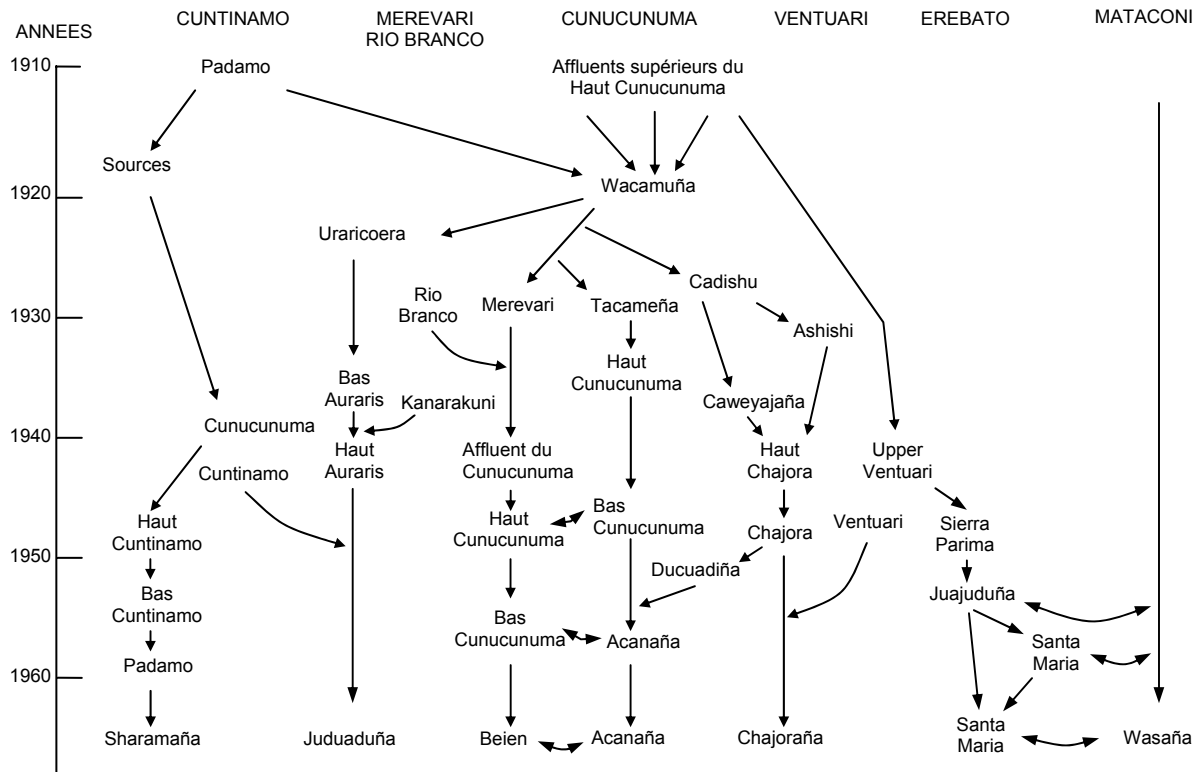 ANNEES
CUNTINAMO
MEREVARI
RIO BRANCO
CUNUCUNUMA
VENTUARI
EREBATO
MATACONI
1910
Padamo
Affluents supérieurs du
Haut Cunucunuma
Sources
Wacamuña
1920
Uraricoera
Cadishu
Rio
Branco
Merevari
Tacameña
1930
Ashishi
Haut
Cunucunuma
Bas
Auraris
Kanarakuni
Caweyajaña
Cunucunuma
1940
Cuntinamo
Haut
Auraris
Affluent du
Cunucunuma
Haut
Chajora
Upper
Ventuari
Haut
Cuntinamo
Haut
Cunucunuma
Bas
Cunucunuma
Chajora
Ventuari
Sierra
Parima
1950
Ducuadiña
Bas
Cuntinamo
Juajuduña
Bas
Cunucunuma
Acanaña
Santa
Maria
Padamo
1960
Sharamaña
Juduaduña
Beien
Acanaña
Chajoraña
Santa
Maria
Wasaña